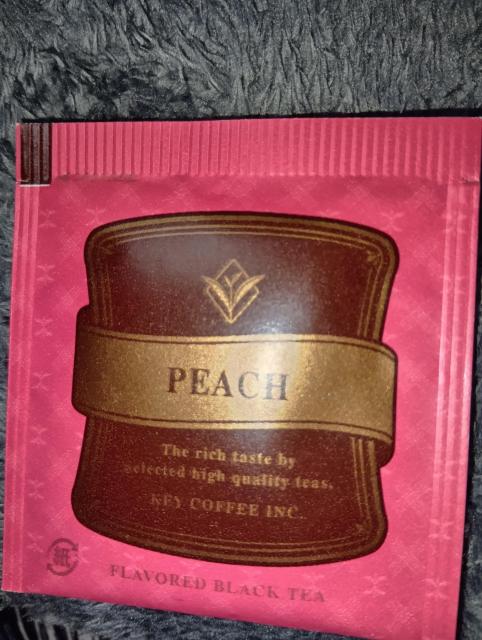 PEACH
The rich taste by
selected high quality teas.
KEY COFFEE INC.
紙
FLAVORED BLACK TEA